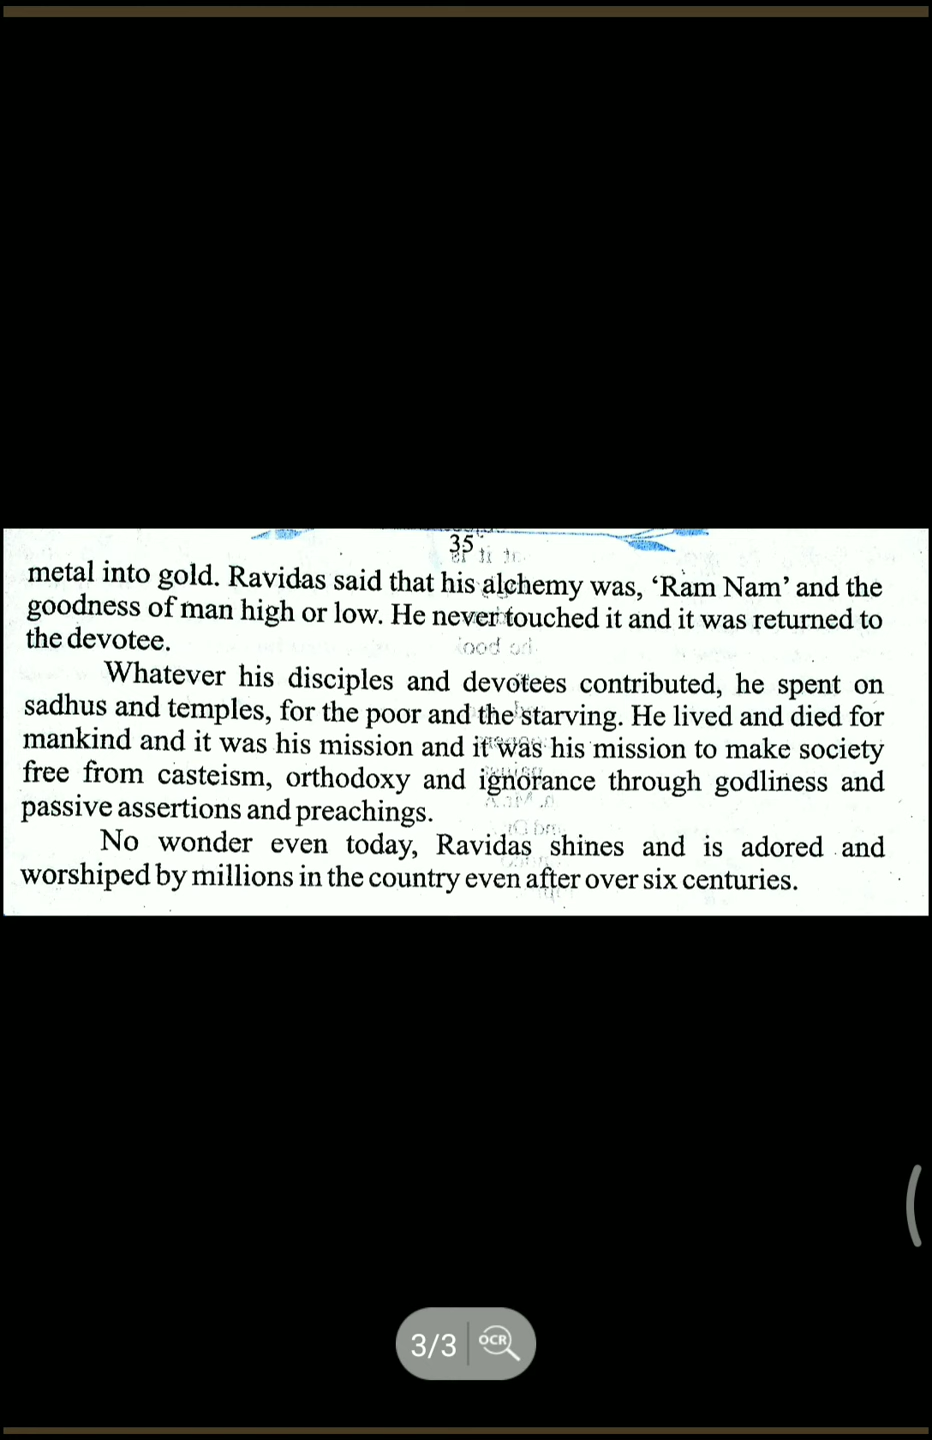 35
metal into gold. Ravidas said that his alchemy was, ‘Ram Nam’ and the
goodness of man high or low. He never touched it and it was returned to
the devotee.
Whatever his disciples and devotees contributed, he spent on
sadhus and temples, for the poor and the starving. He lived and died for
mankind and it was his mission and it was his mission to make society
free from casteism, orthodoxy and ignorance through godliness and
passive assertions and preachings.
No wonder even today, Ravidas shines and is adored and
worshiped by millions in the country even after over six centuries.
3/3 OCR